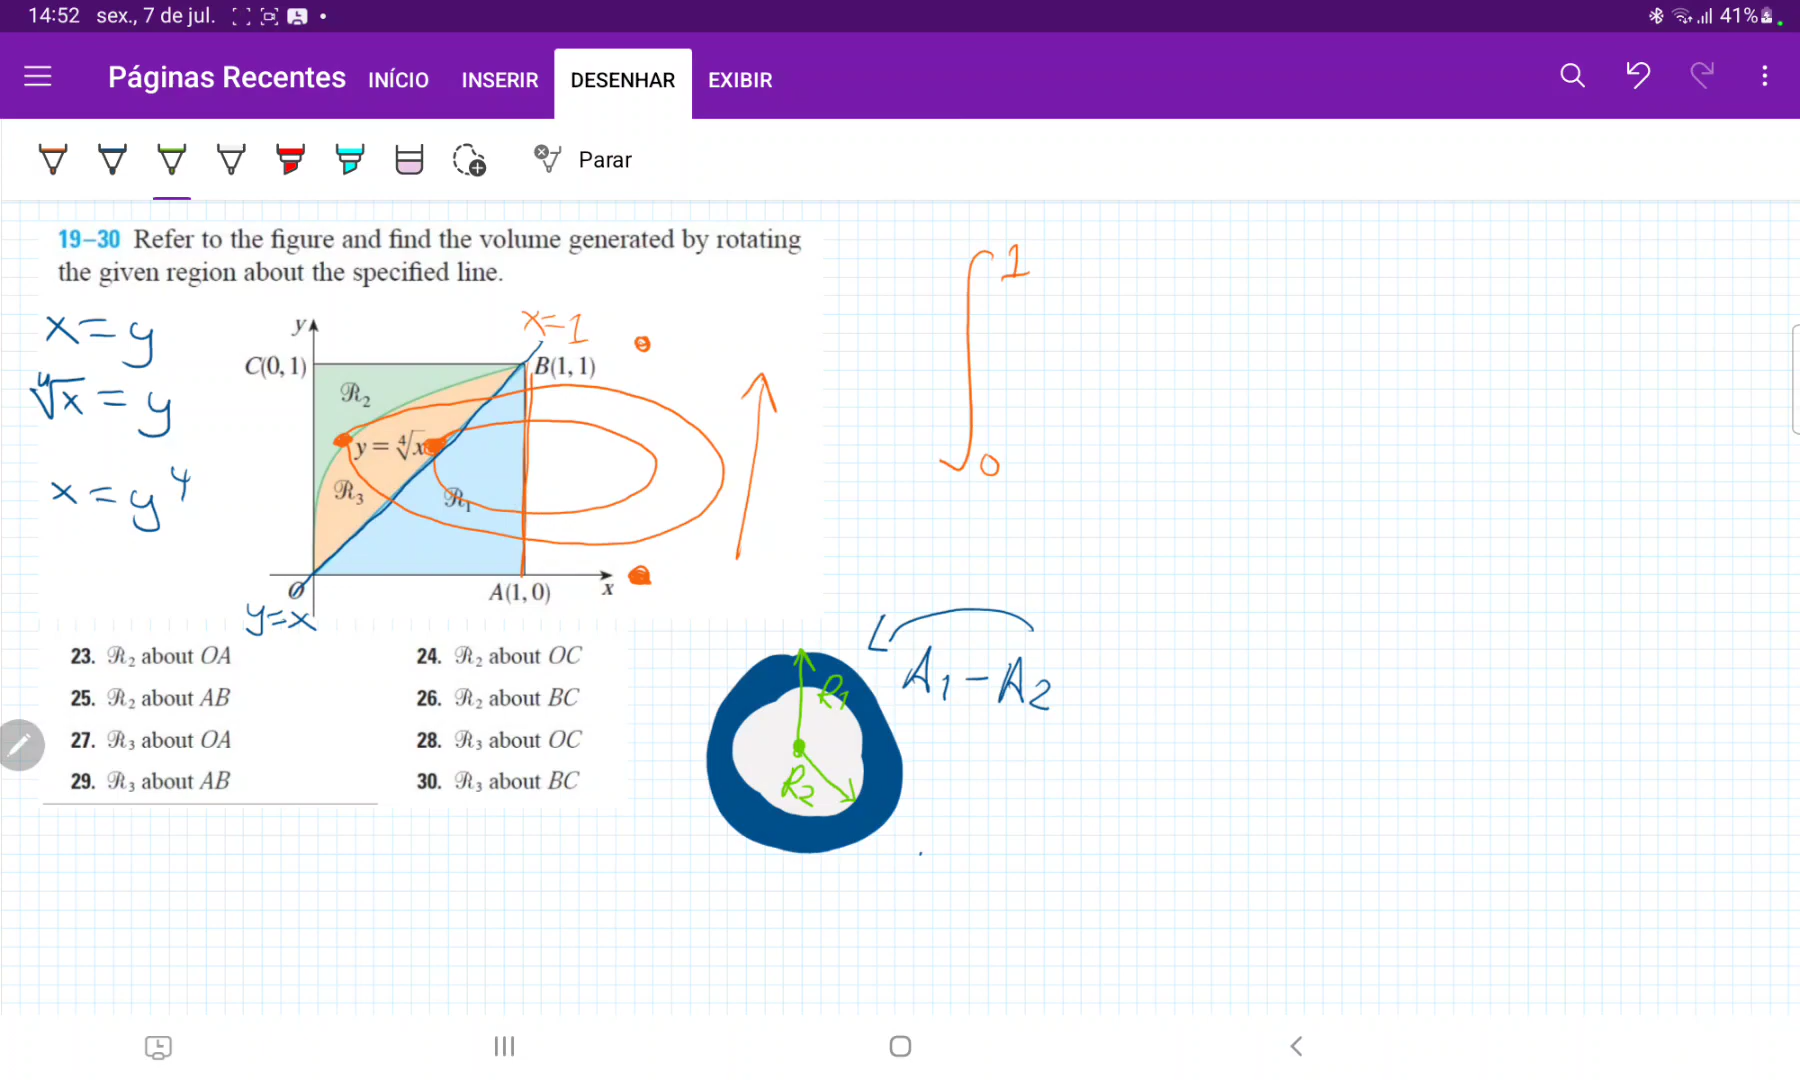 14:52 sex., 7 de jul.
41%
Páginas Recentes INÍCIO INSERIR DESENHAR EXIBIR
Parar
19–30 Refer to the figure and find the volume generated by rotating
the given region about the specified line.
x = y
∜x = y
x = y⁴
y
x=1
C(0, 1)
B(1, 1)
ℛ₂
y = ∜x
ℛ₃
ℛ₁
O
A(1, 0)
x
y=x
∫₀¹
23. ℛ₂ about OA
24. ℛ₂ about OC
25. ℛ₂ about AB
26. ℛ₂ about BC
27. ℛ₃ about OA
28. ℛ₃ about OC
29. ℛ₃ about AB
30. ℛ₃ about BC
R₁
R₂
A₁ − A₂